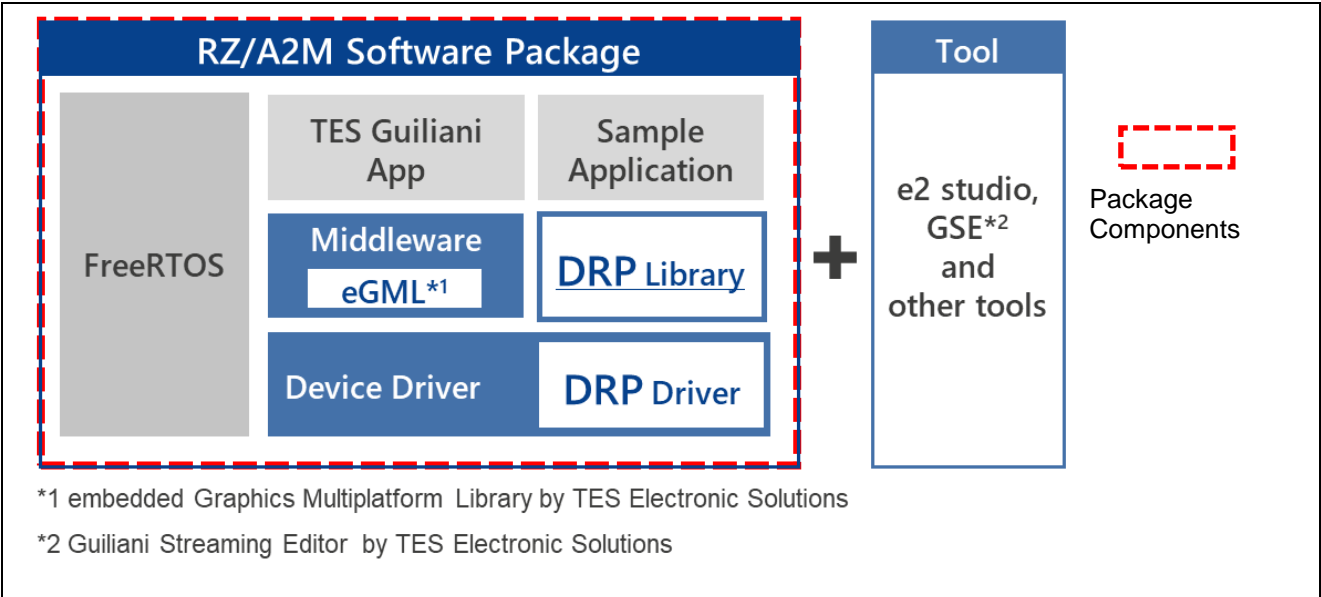 RZ/A2M Software Package
FreeRTOS
TES Guiliani
App
Sample
Application
Middleware
eGML*1
DRP Library
Device Driver
DRP Driver
+
Tool
e2 studio,
GSE*2
and
other tools
Package
Components
*1 embedded Graphics Multiplatform Library by TES Electronic Solutions
*2 Guiliani Streaming Editor by TES Electronic Solutions